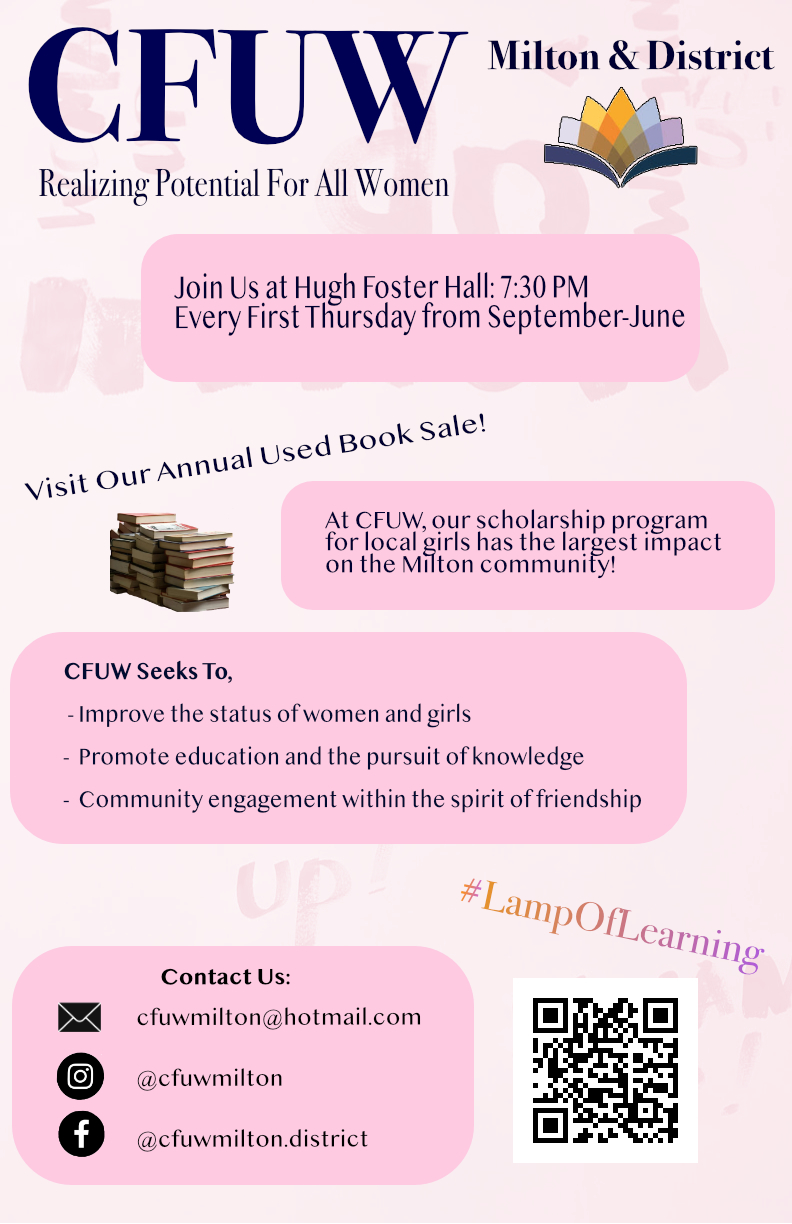 CFUW
Milton & District
Realizing Potential For All Women
Join Us at Hugh Foster Hall: 7:30 PM
Every First Thursday from September-June
Visit Our Annual Used Book Sale!
At CFUW, our scholarship program
for local girls has the largest impact
on the Milton community!
CFUW Seeks To,
- Improve the status of women and girls
- Promote education and the pursuit of knowledge
- Community engagement within the spirit of friendship
up!
#LampOfLearning
Contact Us:
cfuwmilton@hotmail.com
@cfuwmilton
@cfuwmilton.district